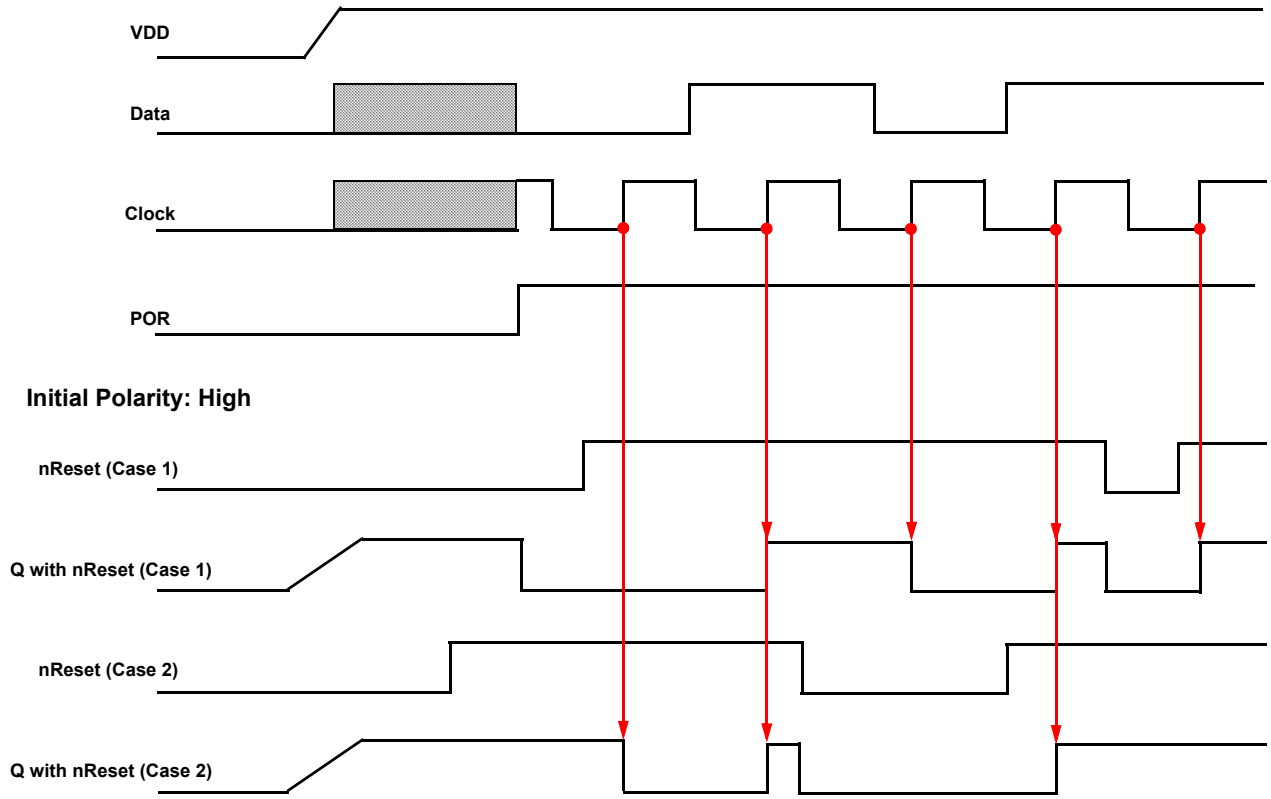 VDD
Data
Clock
POR
Initial Polarity: High
nReset (Case 1)
Q with nReset (Case 1)
nReset (Case 2)
Q with nReset (Case 2)